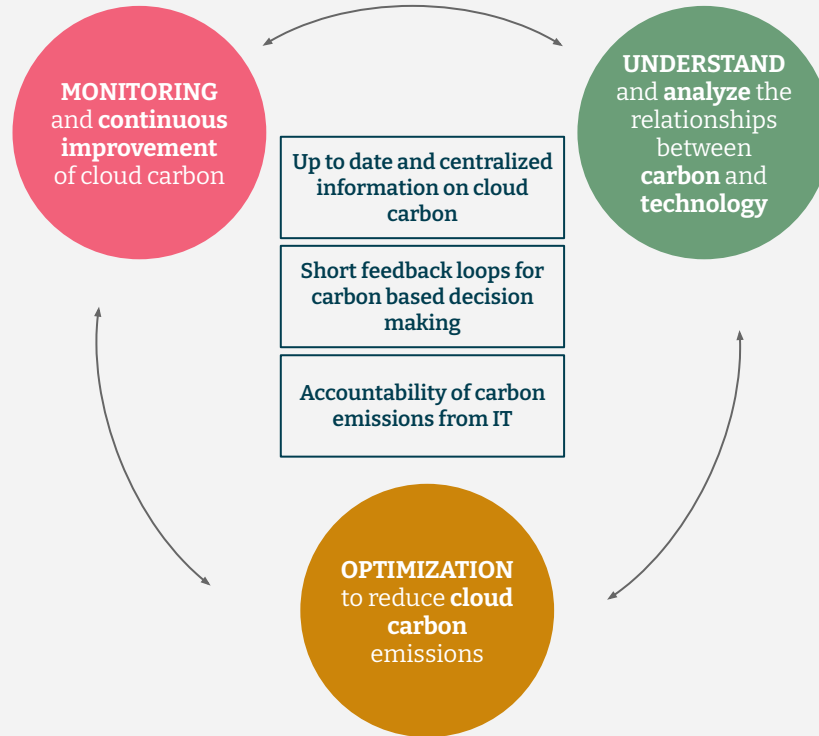 MONITORING
and continuous
improvement
of cloud carbon
UNDERSTAND
and analyze the
relationships
between
carbon and
technology
Up to date and centralized
information on cloud
carbon
Short feedback loops for
carbon based decision
making
Accountability of carbon
emissions from IT
OPTIMIZATION
to reduce cloud
carbon
emissions